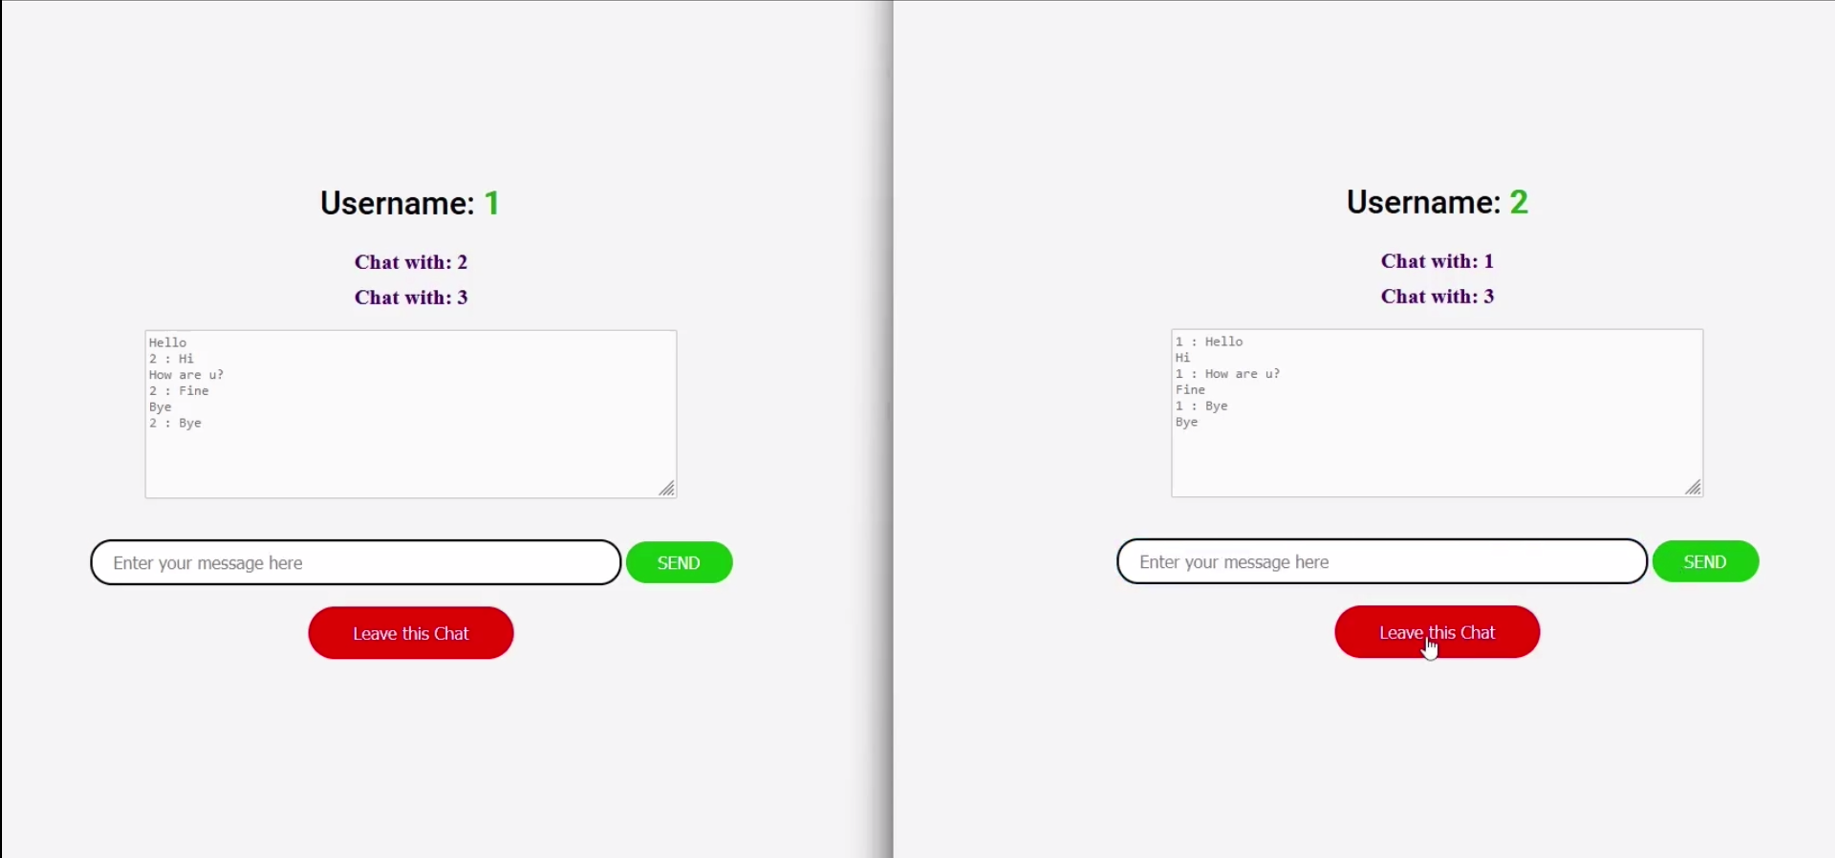 Username: 1
Chat with: 2
Chat with: 3
Hello
2 : Hi
How are u?
2 : Fine
Bye
2 : Bye
Enter your message here
SEND
Leave this Chat
Username: 2
Chat with: 1
Chat with: 3
1 : Hello
Hi
1 : How are u?
Fine
1 : Bye
Bye
Enter your message here
SEND
Leave this Chat